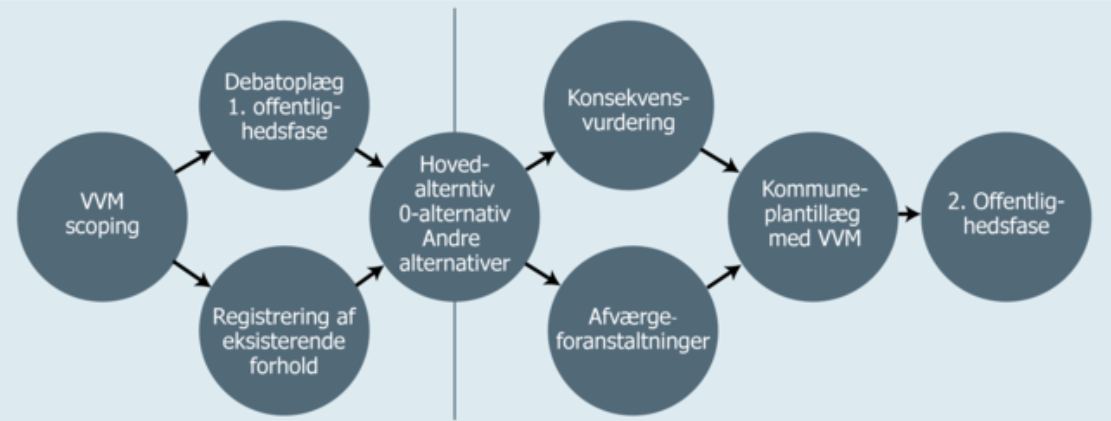 VVM
scoping
Debatoplæg
1. offentlig-
hedsfase
Registrering af
eksisterende
forhold
Hoved-
alterntiv
0-alternativ
Andre
alternativer
Konsekvens-
vurdering
Afværge-
foranstaltninger
Kommune-
plantillæg
med VVM
2. Offentlig-
hedsfase